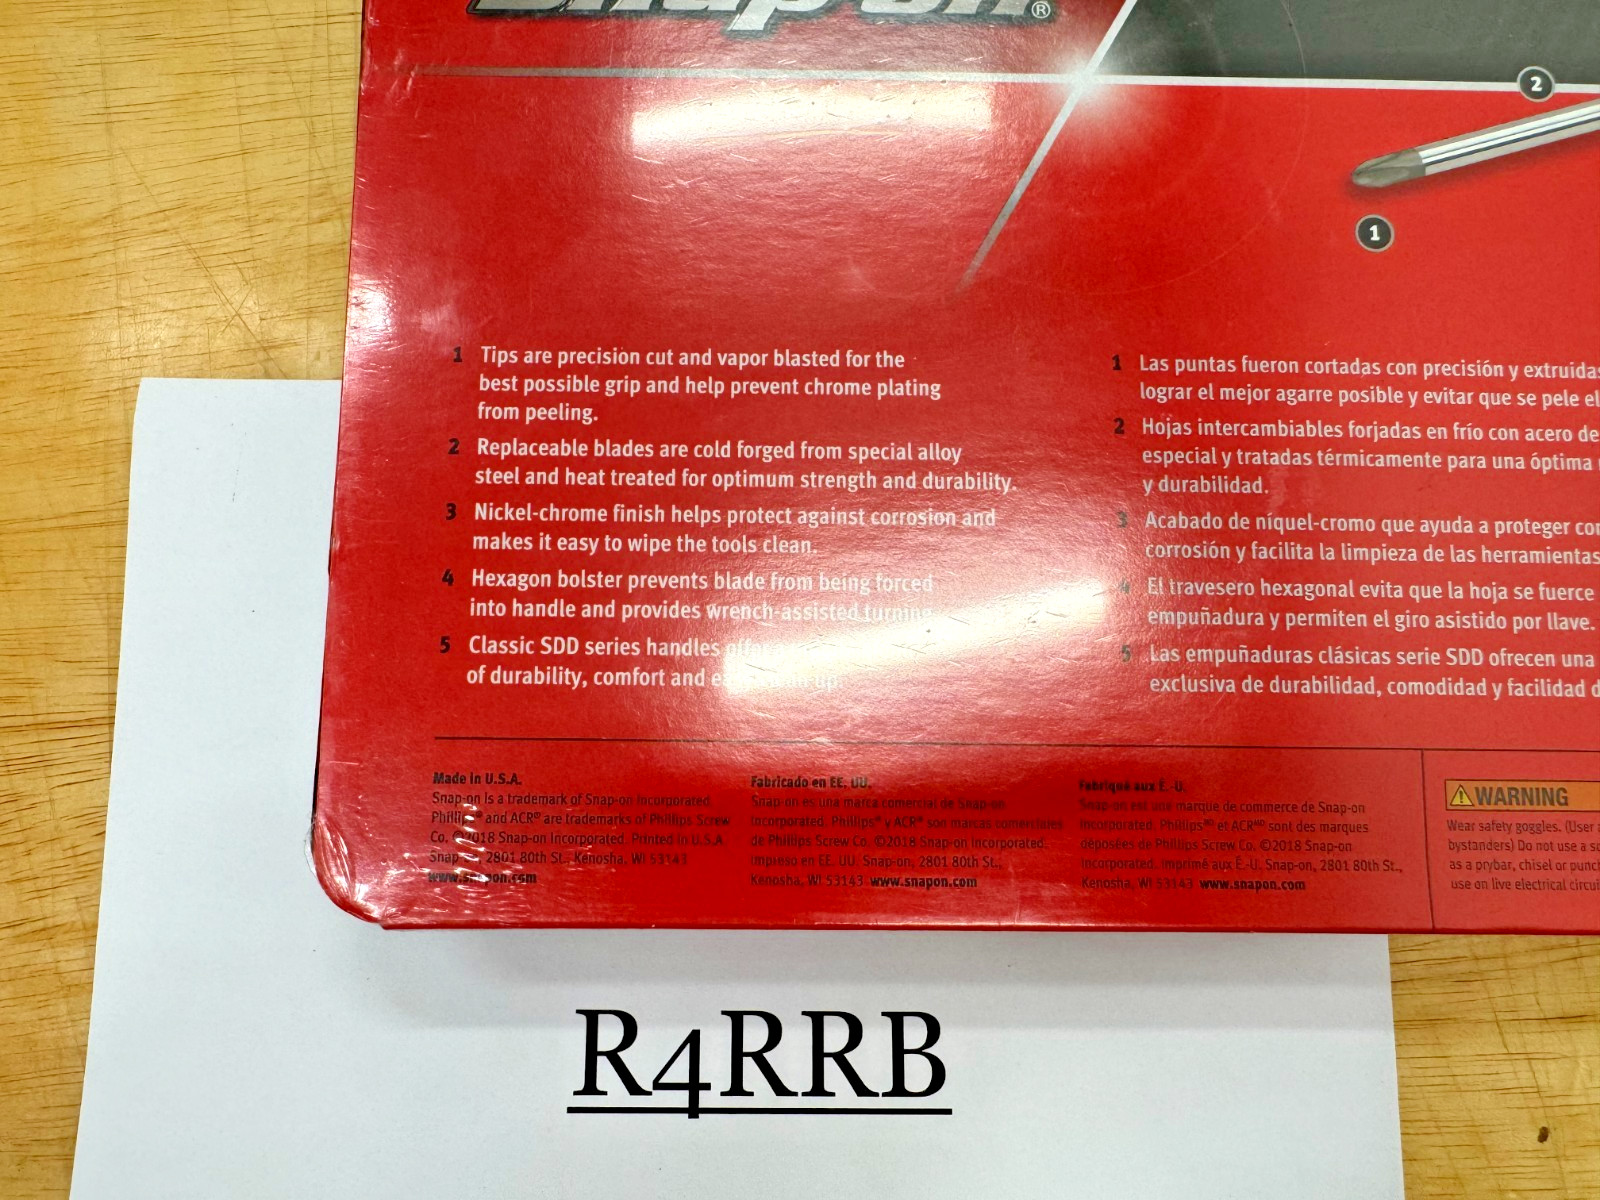 Snap-on®
2
1
1 Tips are precision cut and vapor blasted for the
best possible grip and help prevent chrome plating
from peeling.
2 Replaceable blades are cold forged from special alloy
steel and heat treated for optimum strength and durability.
3 Nickel-chrome finish helps protect against corrosion and
makes it easy to wipe the tools clean.
4 Hexagon bolster prevents blade from being forced
into handle and provides wrench-assisted turning.
5 Classic SDD series handles
of durability, comfort and
1 Las puntas fueron cortadas con precisión y extruidas
lograr el mejor agarre posible y evitar que se pele el
2 Hojas intercambiables forjadas en frío con acero de
especial y tratadas térmicamente para una óptima
y durabilidad.
3 Acabado de níquel-cromo que ayuda a proteger
corrosión y facilita la limpieza de las herramientas
4 El travesero hexagonal evita que la hoja se fuerce
empuñadura y permiten el giro asistido por llave.
5 Las empuñaduras clásicas serie SDD ofrecen una
exclusiva de durabilidad, comodidad y facilidad
Made in U.S.A.
Snap-on is a trademark of Snap-on Incorporated.
Phillips® and ACR® are trademarks of Phillips Screw
Co. ©2018 Snap-on Incorporated. Printed in U.S.A.
Snap-on, 2801 80th St., Kenosha, WI 53143
www.snapon.com
Fabricado en EE. UU.
Snap-on es una marca comercial de Snap-on
Incorporated. Phillips® y ACR® son marcas comerciales
de Phillips Screw Co. ©2018 Snap-on Incorporated.
Impreso en EE. UU. Snap-on, 2801 80th St.,
Kenosha, WI 53143 www.snapon.com
Fabriqué aux É.-U.
Snap-on est une marque de commerce de Snap-on
Incorporated. Phillipsᴹᴰ et ACRᴹᴰ sont des marques
déposées de Phillips Screw Co. ©2018 Snap-on
Incorporated. Imprimé aux É.-U. Snap-on, 2801 80th St.,
Kenosha, WI 53143 www.snapon.com
WARNING
Wear safety goggles. (User
bystanders) Do not use a
as a prybar, chisel or
use on live electrical
R4RRB